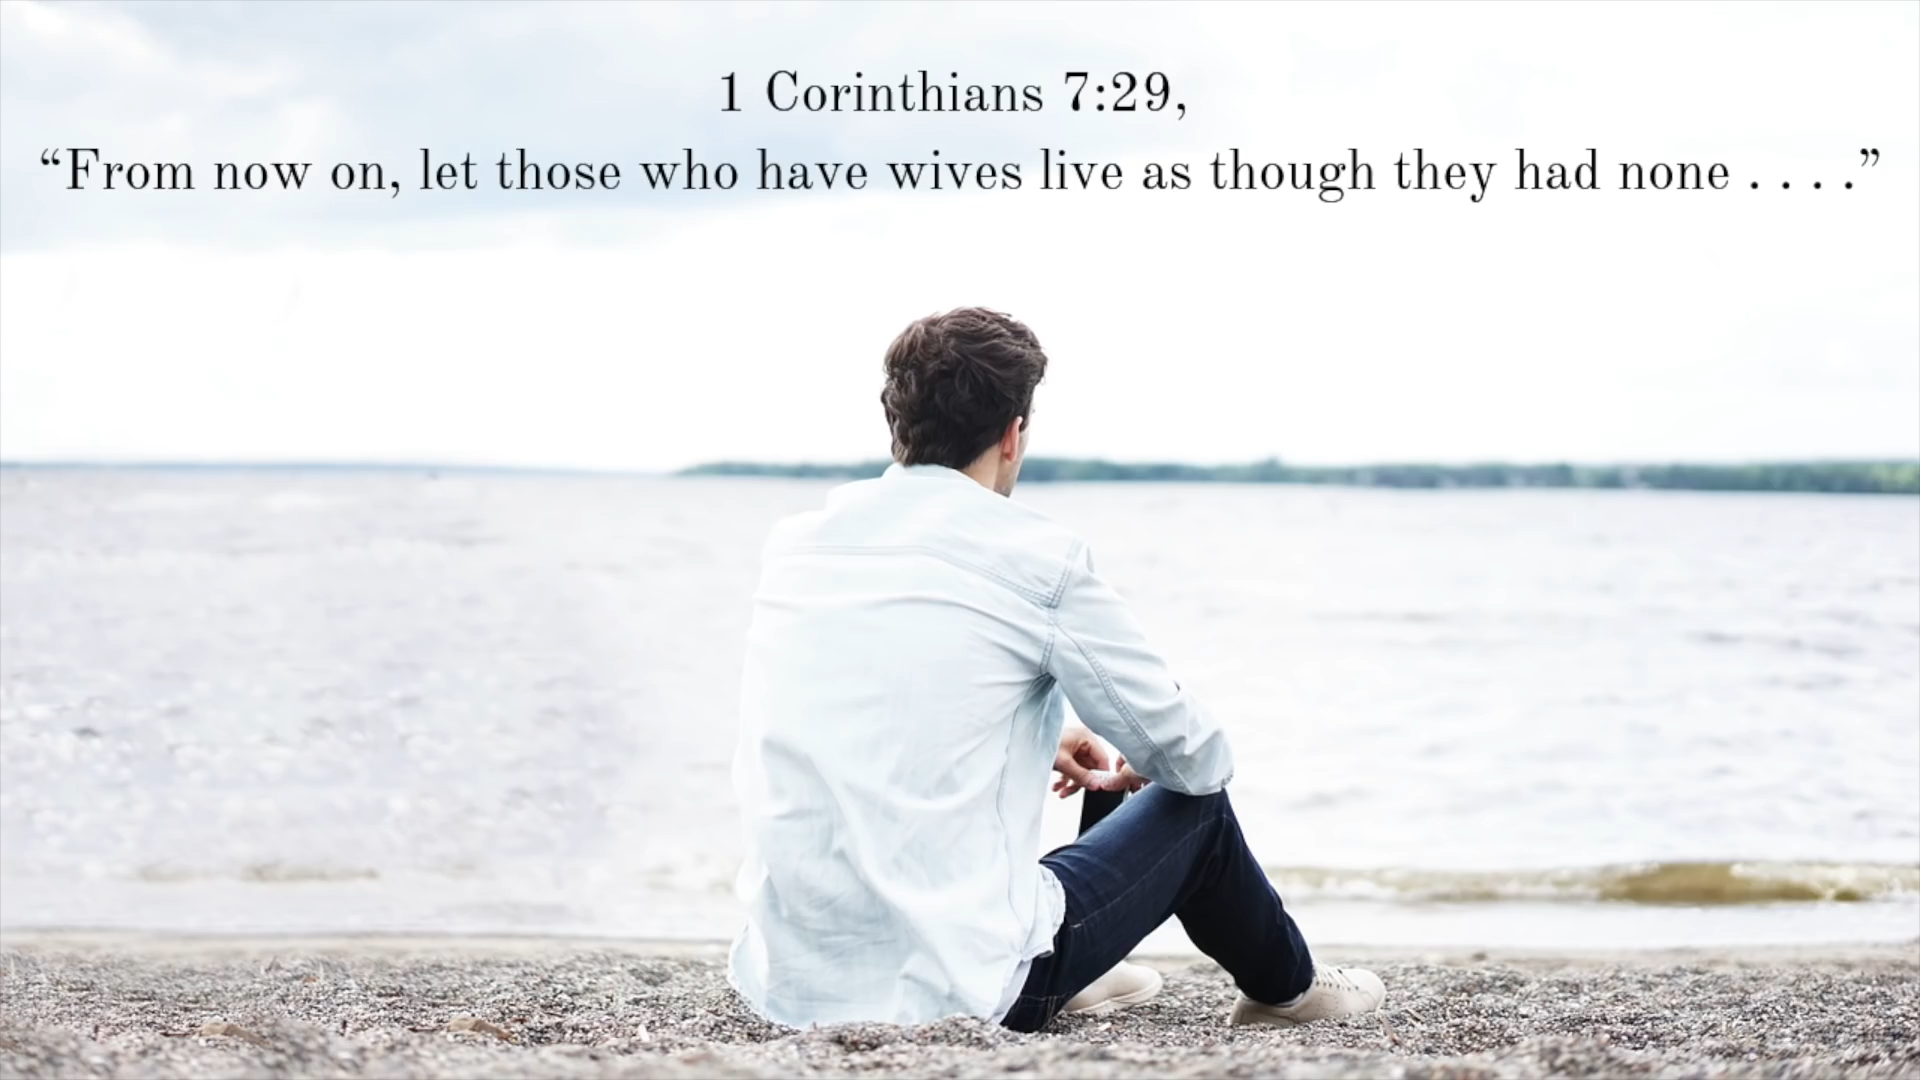 1 Corinthians 7:29,
“From now on, let those who have wives live as though they had none . . . .”